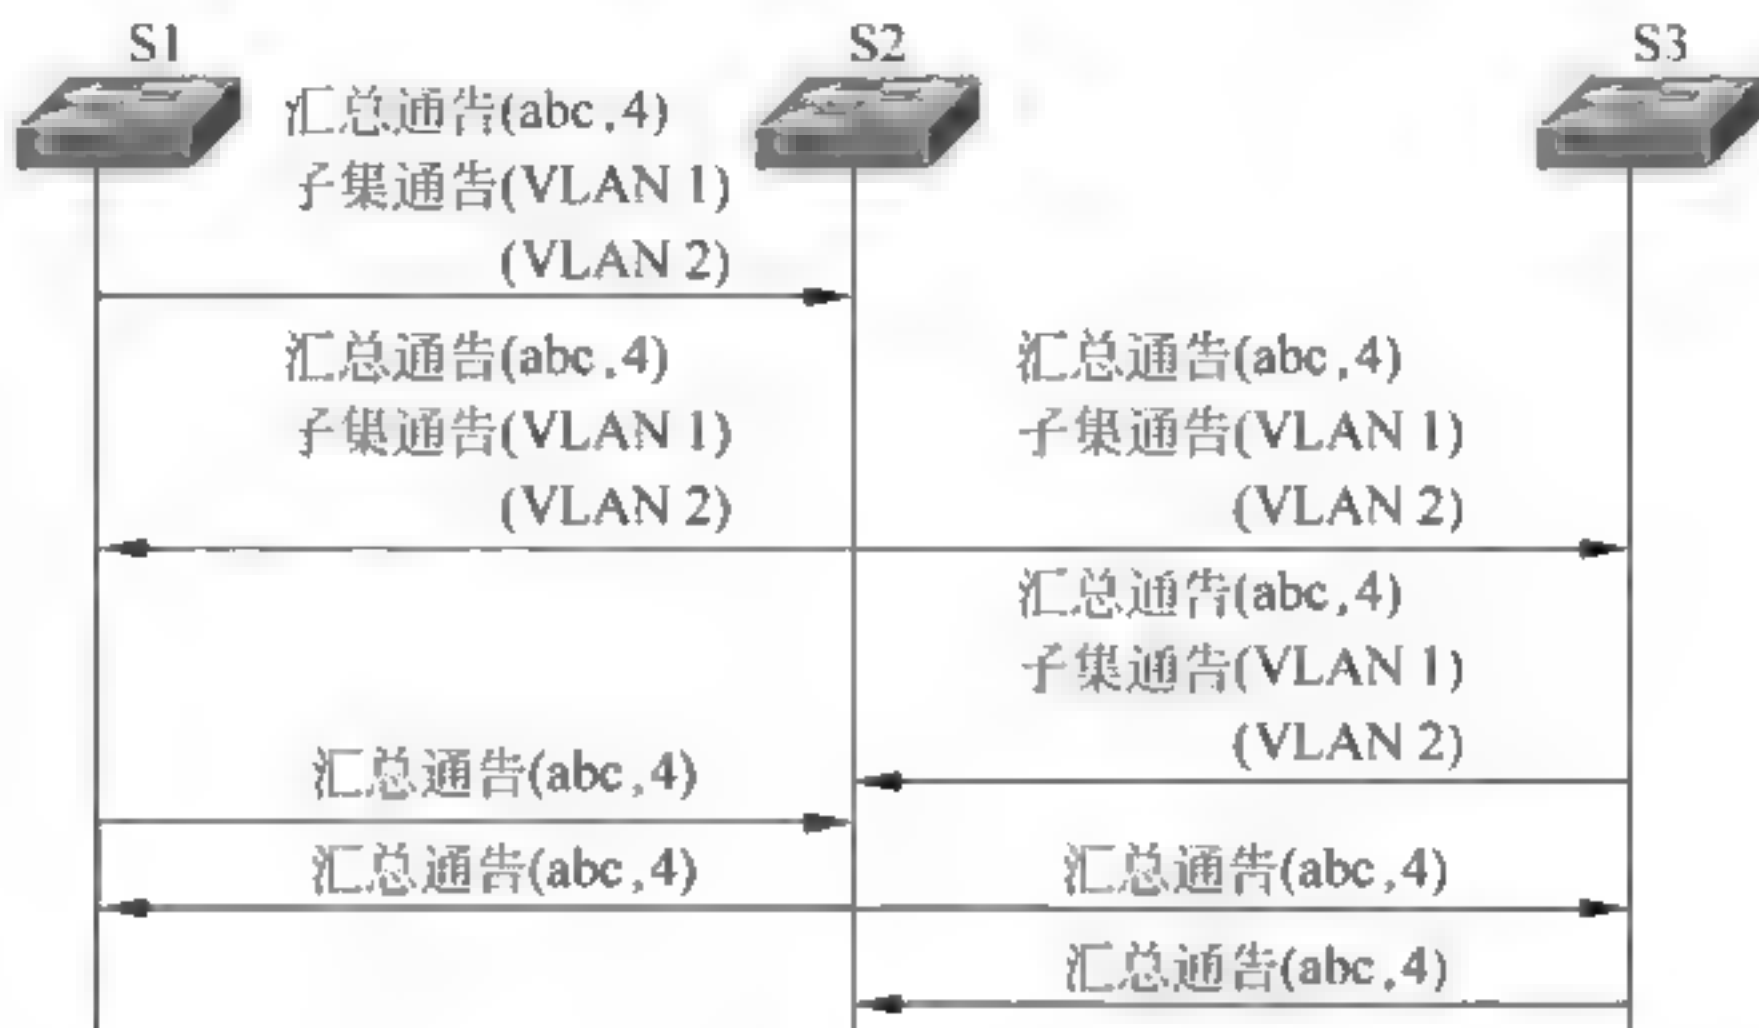 S1
S2
S3
汇总通告(abc,4)
子集通告(VLAN 1)
(VLAN 2)
汇总通告(abc,4)
子集通告(VLAN 1)
(VLAN 2)
汇总通告(abc,4)
子集通告(VLAN 1)
(VLAN 2)
汇总通告(abc,4)
子集通告(VLAN 1)
(VLAN 2)
汇总通告(abc,4)
汇总通告(abc,4)
汇总通告(abc,4)
汇总通告(abc,4)